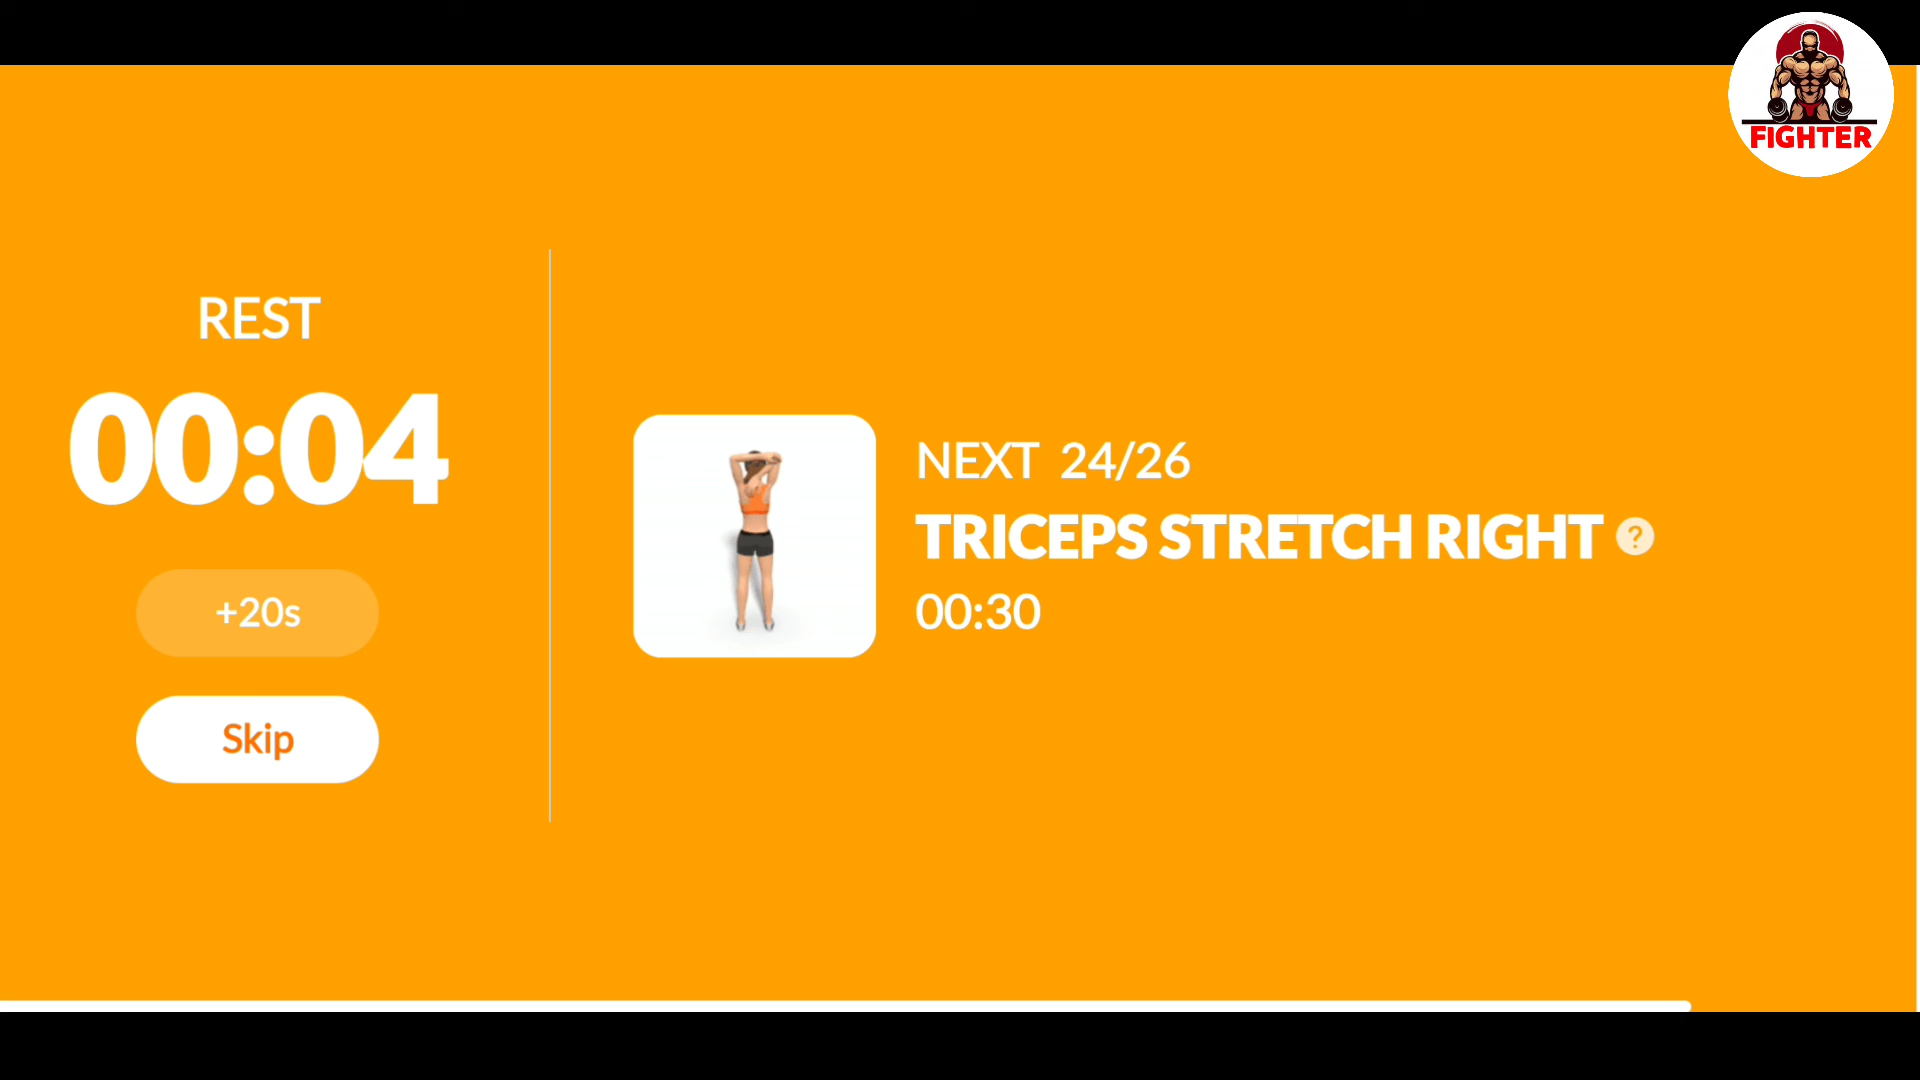 FIGHTER
REST
00:04
+20s
Skip
NEXT 24/26
TRICEPS STRETCH RIGHT ?
00:30